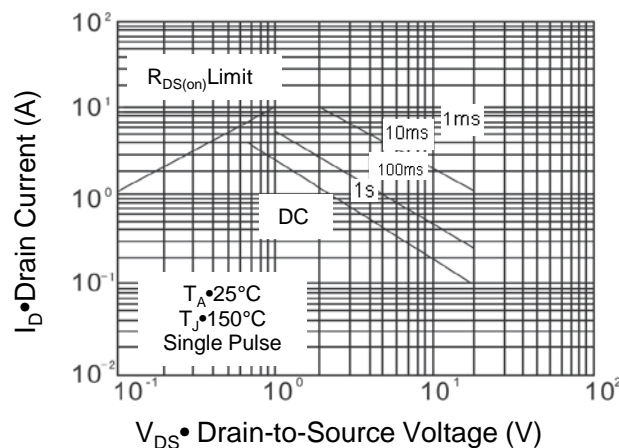 10²
R_DS(on) Limit
10¹
1ms
10ms
100ms
10⁰
1s
DC
10⁻¹
T_A•25°C
T_J•150°C
Single Pulse
10⁻²
10⁻¹ 10⁰ 10¹ 10²
I_D•Drain Current (A)
V_DS• Drain-to-Source Voltage (V)